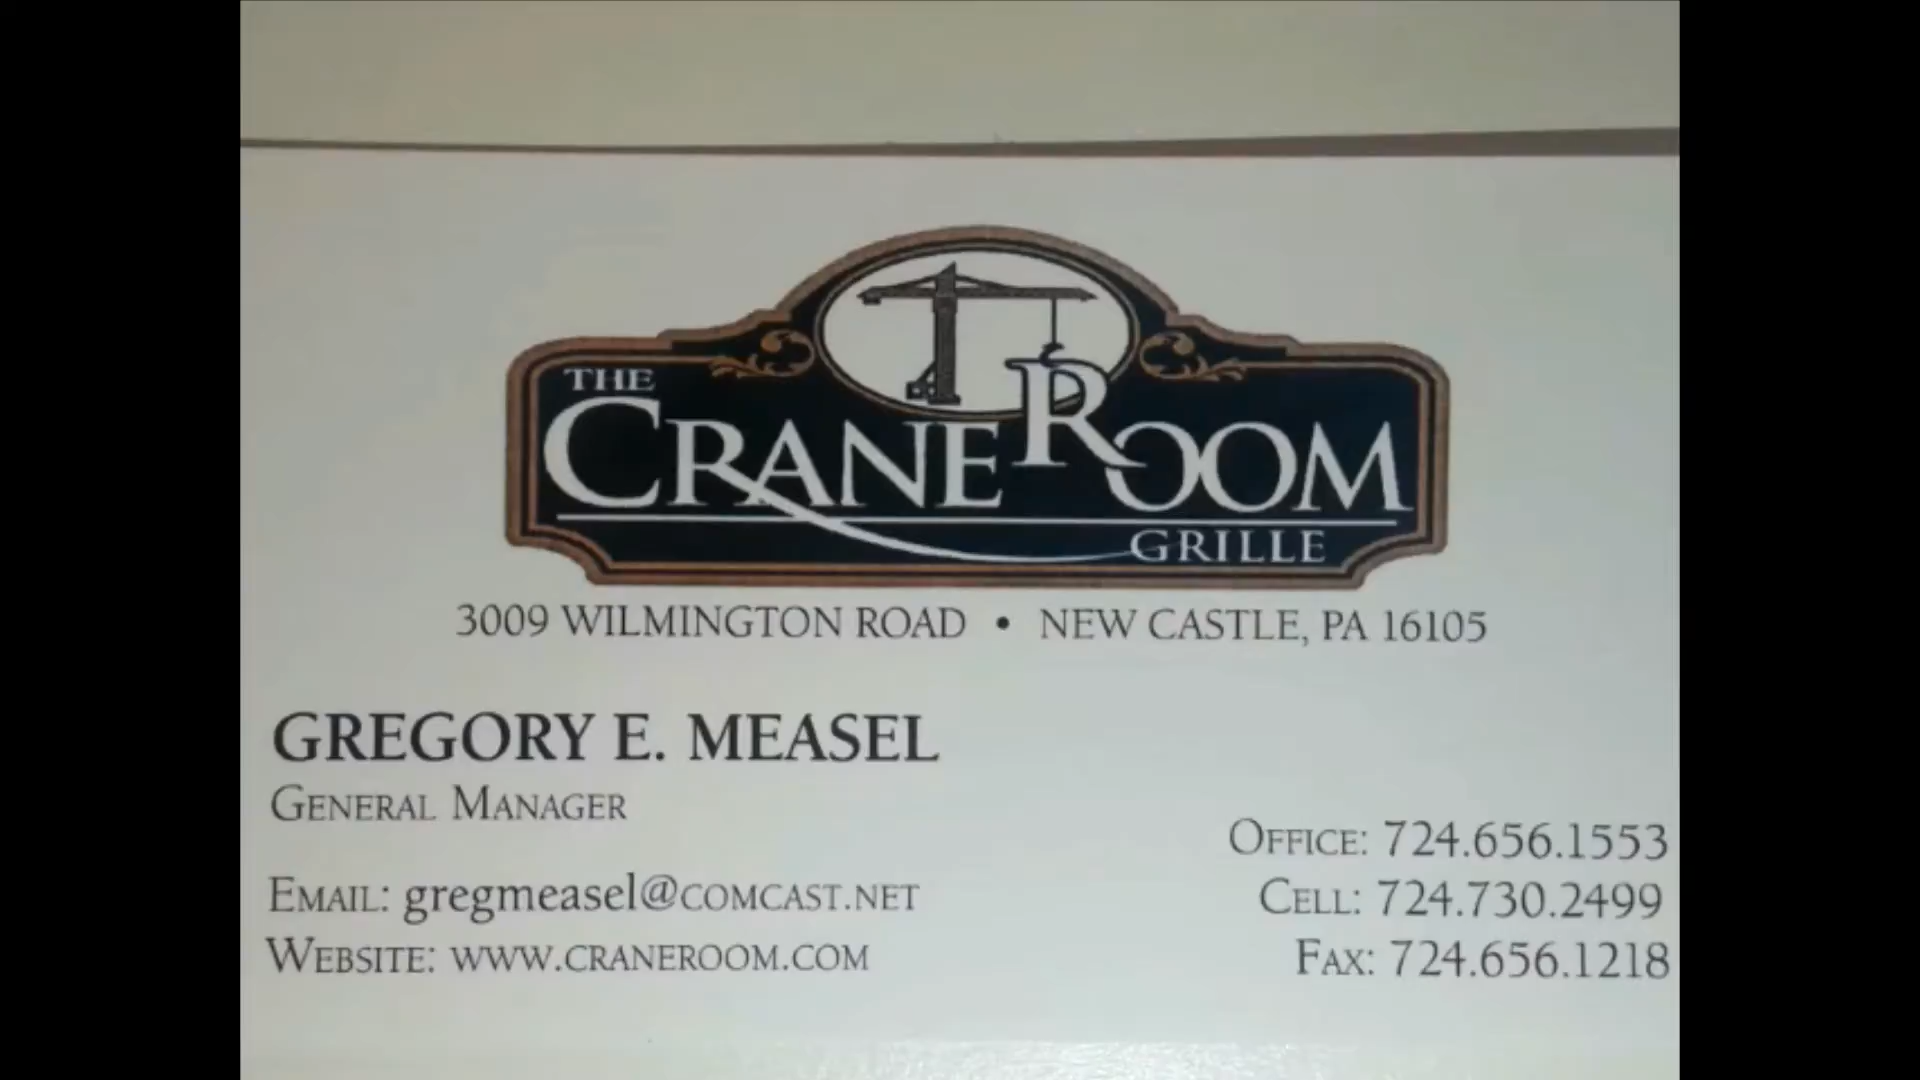 THE
CRANE ROOM
GRILLE
3009 WILMINGTON ROAD • NEW CASTLE, PA 16105
GREGORY E. MEASEL
GENERAL MANAGER
EMAIL: gregmeasel@COMCAST.NET
WEBSITE: WWW.CRANEROOM.COM
OFFICE: 724.656.1553
CELL: 724.730.2499
FAX: 724.656.1218